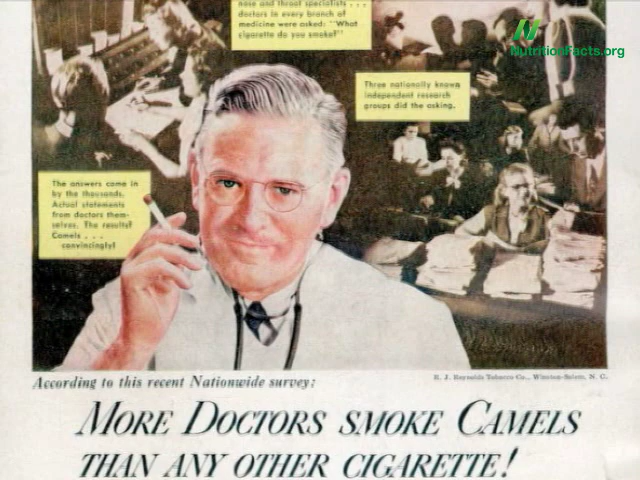 nose and throat specialists . . .
doctors in every branch of
medicine were asked: "What
cigarette do you smoke?"
NutritionFacts.org
Three nationally known
independent research
groups did the asking.
The answers came in
by the thousands.
Actual statements
from doctors them-
selves. The results?
Camels . . .
convincingly!
According to this recent Nationwide survey:
R. J. Reynolds Tobacco Co., Winston-Salem, N. C.
MORE DOCTORS SMOKE CAMELS
THAN ANY OTHER CIGARETTE!